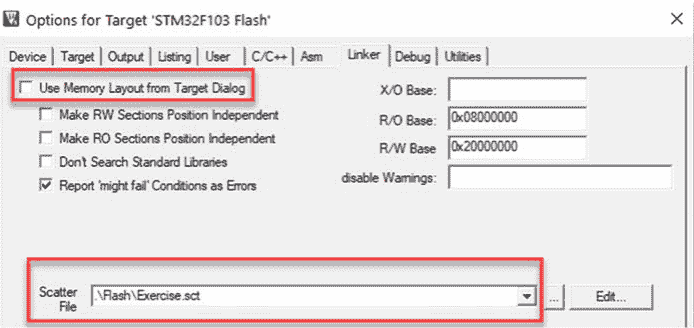 Options for Target 'STM32F103 Flash'
Device Target Output Listing User C/C++ Asm Linker Debug Utilities
Use Memory Layout from Target Dialog
X/O Base:
Make RW Sections Position Independent
R/O Base: 0x08000000
Make RO Sections Position Independent
R/W Base 0x20000000
Don't Search Standard Libraries
disable Warnings:
Report 'might fail' Conditions as Errors
Scatter
File
.\Flash\Exercise.sct
...
Edit...